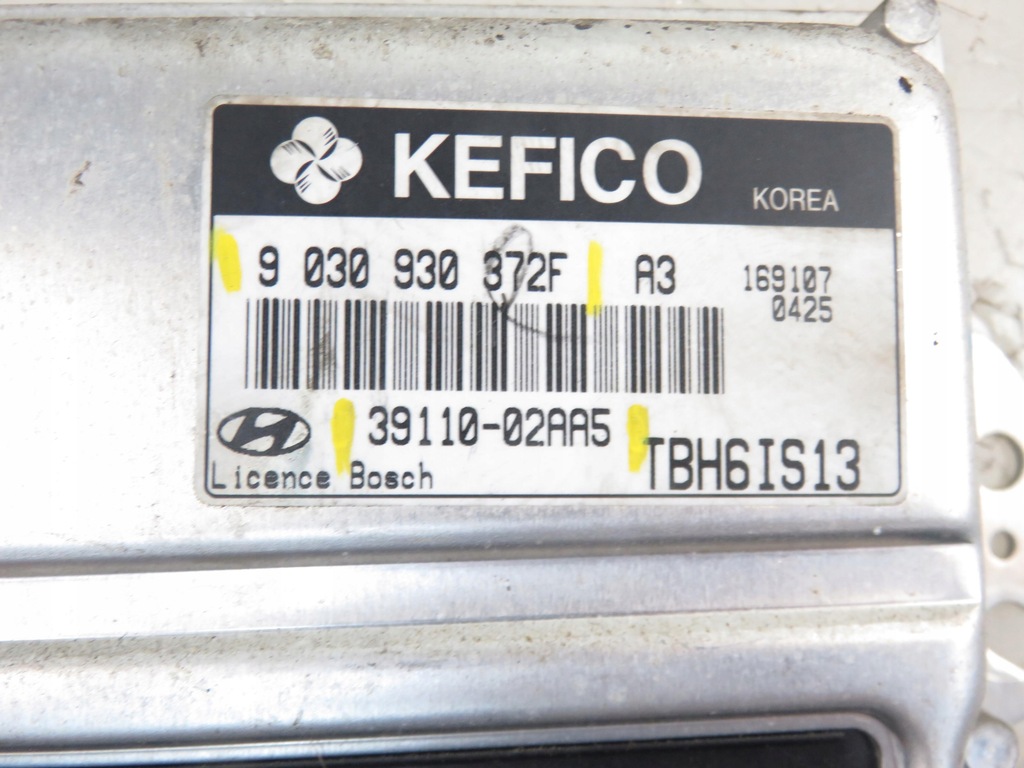 KEFICO KOREA
9 030 930 372F A3 169107
0425
39110-02AA5 TBH6IS13
Licence Bosch